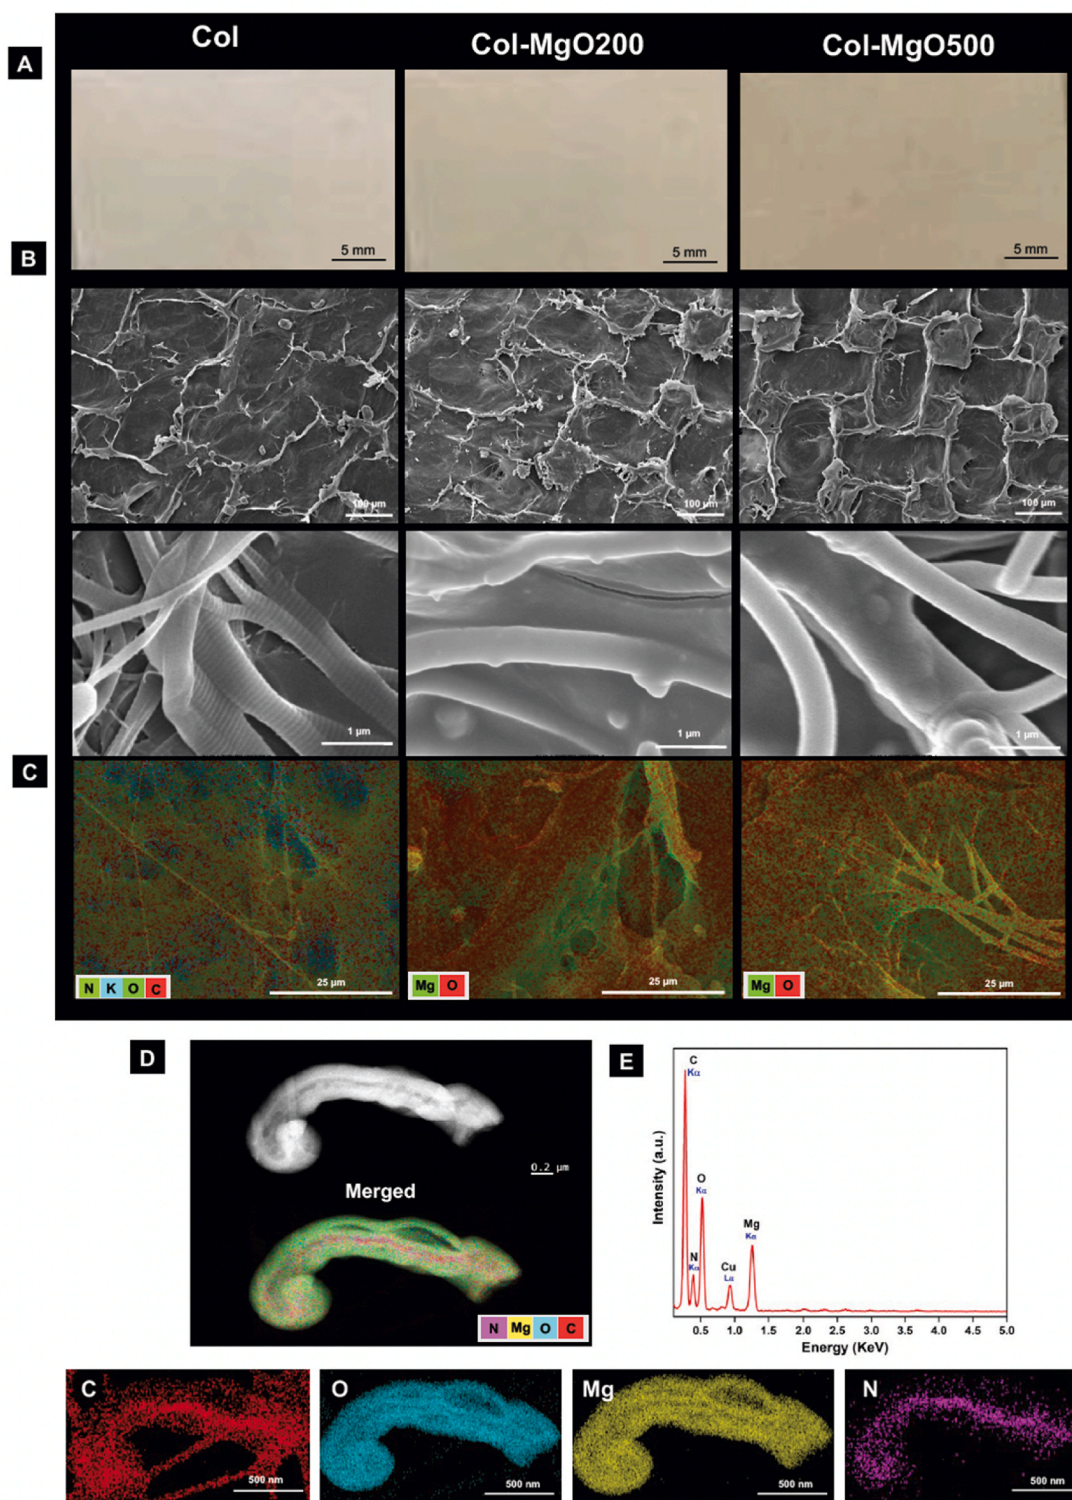 Col
Col-MgO200
Col-MgO500
A
5 mm
5 mm
5 mm
B
100 µm
100 µm
100 µm
1 µm
1 µm
1 µm
C
N K O C
25 µm
Mg O
25 µm
Mg O
25 µm
D
0.2 µm
Merged
N Mg O C
E
Intensity (a.u.)
C
Kα
O
Kα
N
Kα
Cu
Lα
Mg
Kα
0.5 1.0 1.5 2.0 2.5 3.0 3.5 4.0 4.5 5.0
Energy (KeV)
C
500 nm
O
500 nm
Mg
500 nm
N
500 nm